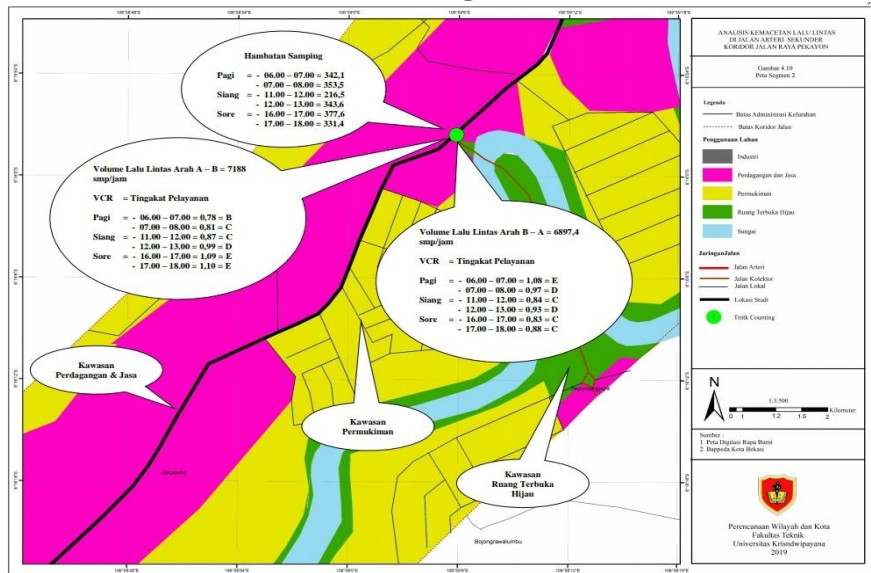 Hambatan Samping
Pagi = - 06.00 – 07.00 = 342,1
- 07.00 – 08.00 = 353,5
Siang = - 11.00 – 12.00 = 216,5
- 12.00 – 13.00 = 343,6
Sore = - 16.00 – 17.00 = 377,6
- 17.00 – 18.00 = 331,4
Volume Lalu Lintas Arah A – B = 7188
smp/jam
VCR = Tingkat Pelayanan
Pagi = - 06.00 – 07.00 = 0,78 = B
- 07.00 – 08.00 = 0,81 = C
Siang = - 11.00 – 12.00 = 0,87 = C
- 12.00 – 13.00 = 0,99 = D
Sore = - 16.00 – 17.00 = 1,09 = E
- 17.00 – 18.00 = 1,10 = E
Volume Lalu Lintas Arah B – A = 6897,4
smp/jam
VCR = Tingkat Pelayanan
Pagi = - 06.00 – 07.00 = 1,08 = E
- 07.00 – 08.00 = 0,97 = D
Siang = - 11.00 – 12.00 = 0,84 = C
- 12.00 – 13.00 = 0,93 = D
Sore = - 16.00 – 17.00 = 0,83 = C
- 17.00 – 18.00 = 0,88 = C
Kawasan
Perdagangan & Jasa
Kawasan
Permukiman
Kawasan
Ruang Terbuka
Hijau
Jakasetia
Bojongrawalumbu
ANALISIS KEMACETAN LALU LINTAS
DI JALAN ARTERI SEKUNDER
KORIDOR JALAN RAYA PEKAYON
Gambar 4.10
Peta Segmen 2
Legenda
Batas Administrasi Kelurahan
Batas Koridor Jalan
Penggunaan Lahan
Industri
Perdagangan dan Jasa
Permukiman
Ruang Terbuka Hijau
Sungai
JaringanJalan
Jalan Arteri
Jalan Kolektor
Jalan Lokal
Lokasi Studi
Titik Counting
N
1:3,500
0 1 1.2 1.5 2 Kilometer
Sumber :
1. Peta Digitasi Rupa Bumi
2. Bappeda Kota Bekasi
Perencanaan Wilayah dan Kota
Fakultas Teknik
Universitas Krisndwipayana
2019